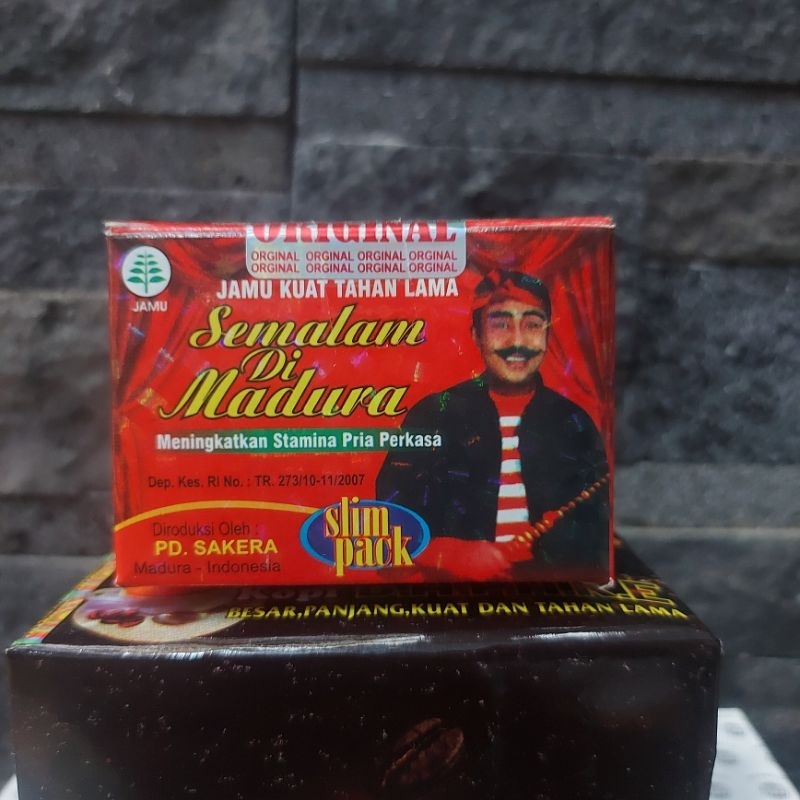 ORIGINAL
ORGINAL ORGINAL ORGINAL ORGINAL
ORGINAL ORGINAL ORGINAL ORGINAL
JAMU
JAMU KUAT TAHAN LAMA
Semalam
Di
Madura
Meningkatkan Stamina Pria Perkasa
Dep. Kes. RI No. : TR. 273/10-11/2007
Diroduksi Oleh :
PD. SAKERA
Madura - Indonesia
slim
pack
Kopi
BESAR,PANJANG,KUAT DAN TAHAN LAMA